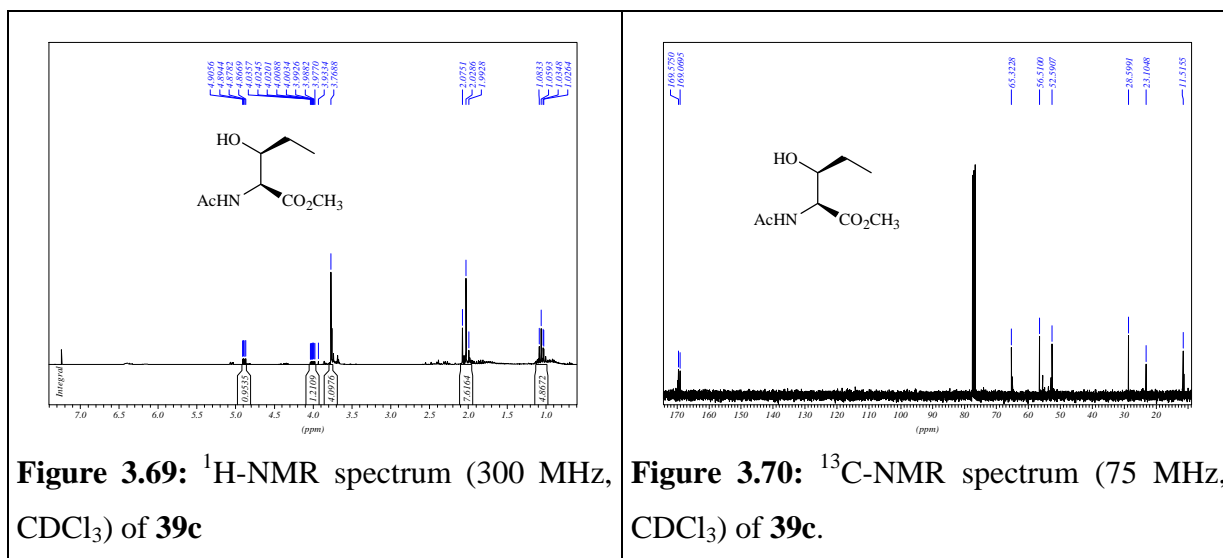 4.9056
4.8944
4.8782
4.8669
4.0357
4.0245
4.0201
4.0088
4.0034
3.9926
3.9882
3.9770
3.9334
3.7688
2.0751
2.0286
1.9928
1.0833
1.0593
1.0348
1.0264
HO
AcHN
CO₂CH₃
Integral
0.9535
1.2109
4.0976
7.6164
4.8672
7.0 6.5 6.0 5.5 5.0 4.5 4.0 3.5 3.0 2.5 2.0 1.5 1.0
(ppm)
Figure 3.69: ¹H-NMR spectrum (300 MHz,
CDCl₃) of 39c
169.5750
169.0695
65.3228
56.5100
52.5907
28.5991
23.1048
11.5155
HO
AcHN
CO₂CH₃
170 160 150 140 130 120 110 100 90 80 70 60 50 40 30 20 10
(ppm)
Figure 3.70: ¹³C-NMR spectrum (75 MHz,
CDCl₃) of 39c.